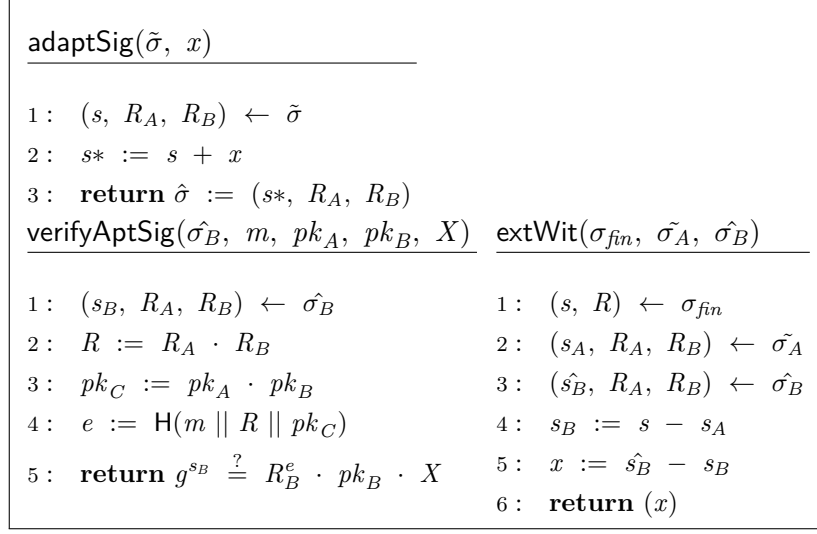 adaptSig(σ̃, x)
1 : (s, R_A, R_B) ← σ̃
2 : s∗ := s + x
3 : return σ̂ := (s∗, R_A, R_B)
verifyAptSig(σ̂_B, m, pk_A, pk_B, X)
1 : (s_B, R_A, R_B) ← σ̂_B
2 : R := R_A · R_B
3 : pk_C := pk_A · pk_B
4 : e := H(m || R || pk_C)
5 : return g^{s_B} ≟ R_B^e · pk_B · X
extWit(σ_fin, σ̃_A, σ̂_B)
1 : (s, R) ← σ_fin
2 : (s_A, R_A, R_B) ← σ̃_A
3 : (ŝ_B, R_A, R_B) ← σ̂_B
4 : s_B := s − s_A
5 : x := ŝ_B − s_B
6 : return (x)